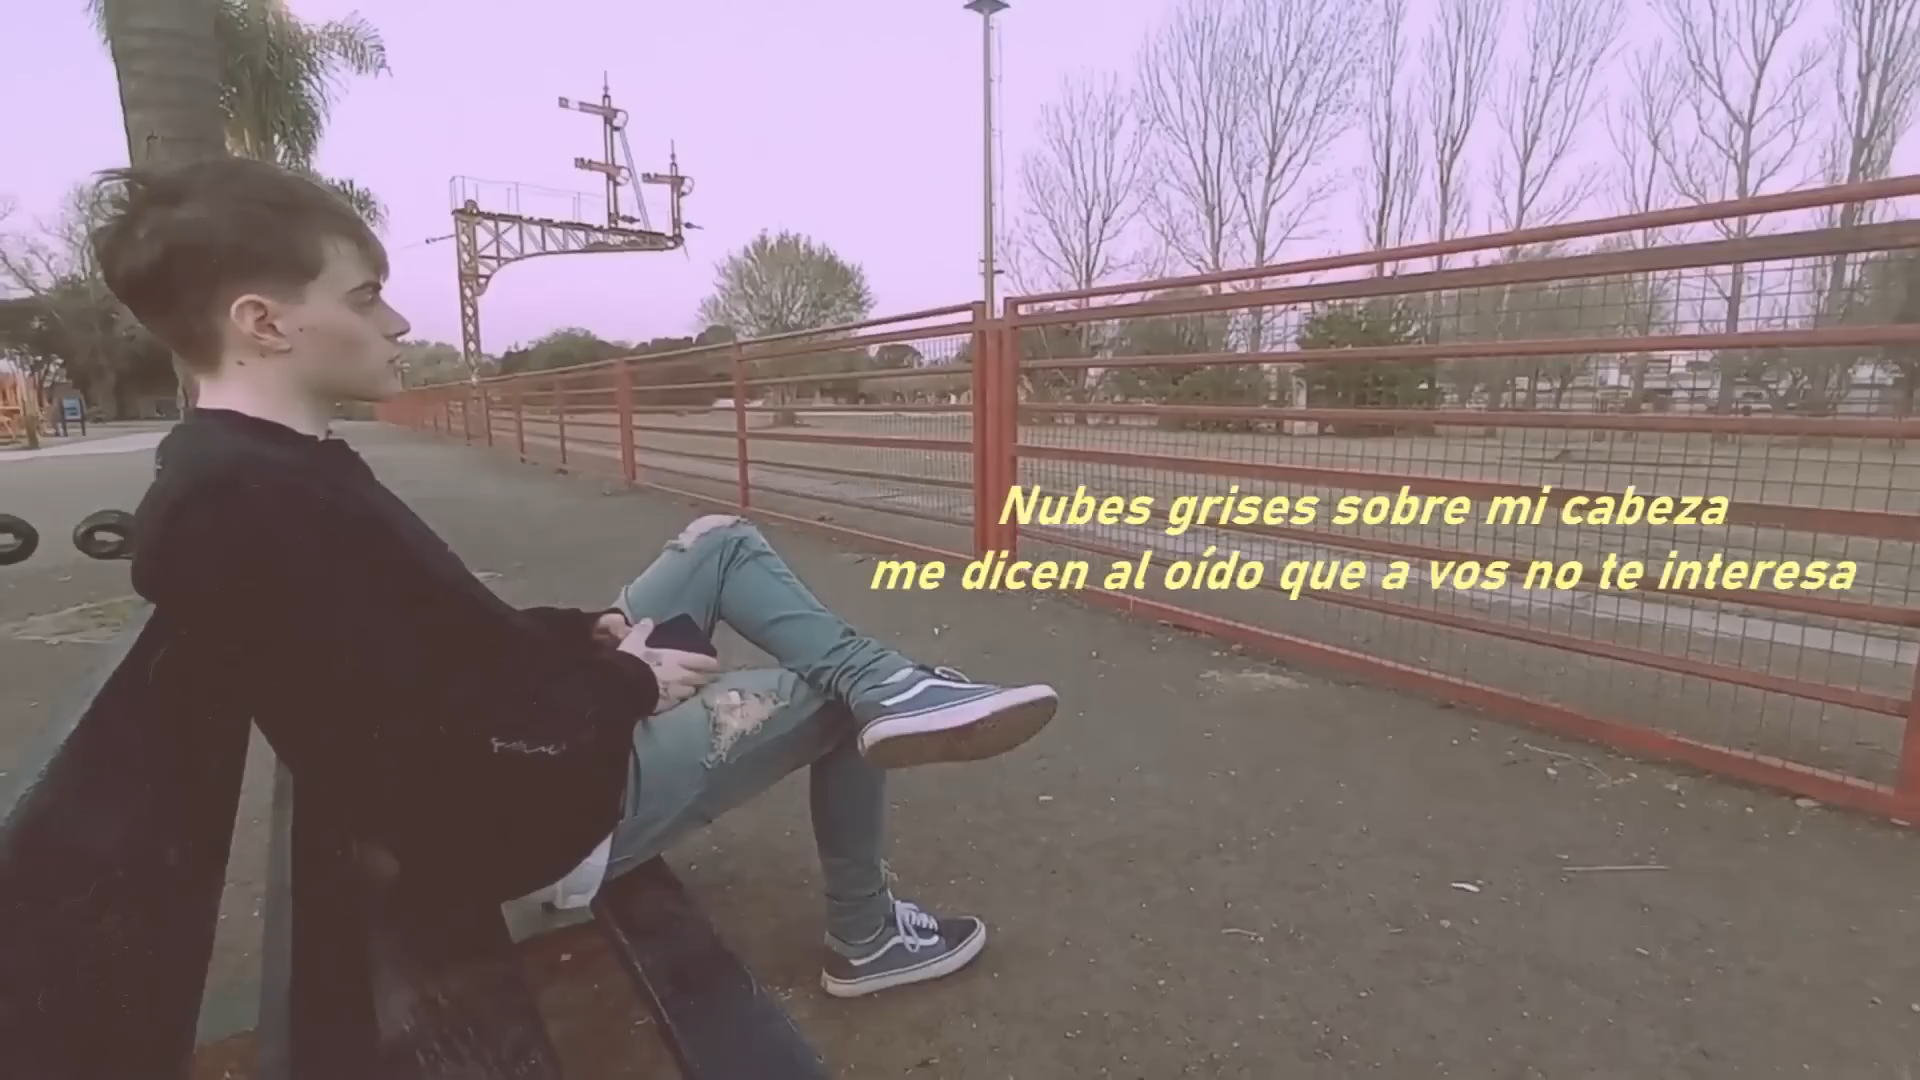 Nubes grises sobre mi cabeza
me dicen al oído que a vos no te interesa